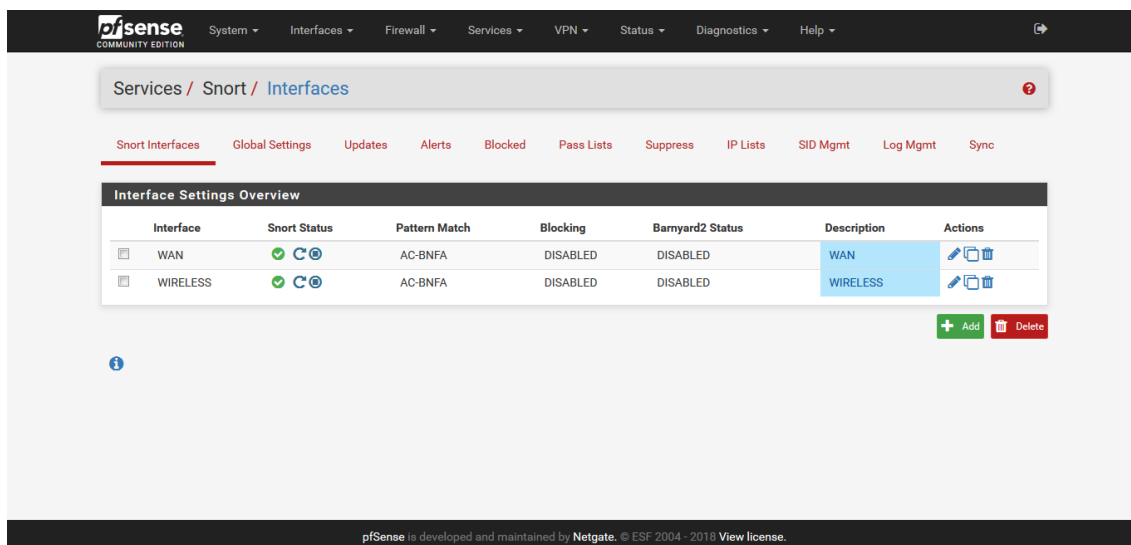 pfsense System Interfaces Firewall Services VPN Status Diagnostics Help
COMMUNITY EDITION
Services / Snort / Interfaces
Snort Interfaces Global Settings Updates Alerts Blocked Pass Lists Suppress IP Lists SID Mgmt Log Mgmt Sync
Interface Settings Overview
Interface Snort Status Pattern Match Blocking Barnyard2 Status Description Actions
WAN AC-BNFA DISABLED DISABLED WAN
WIRELESS AC-BNFA DISABLED DISABLED WIRELESS
Add Delete
pfSense is developed and maintained by Netgate. © ESF 2004 - 2018 View license.